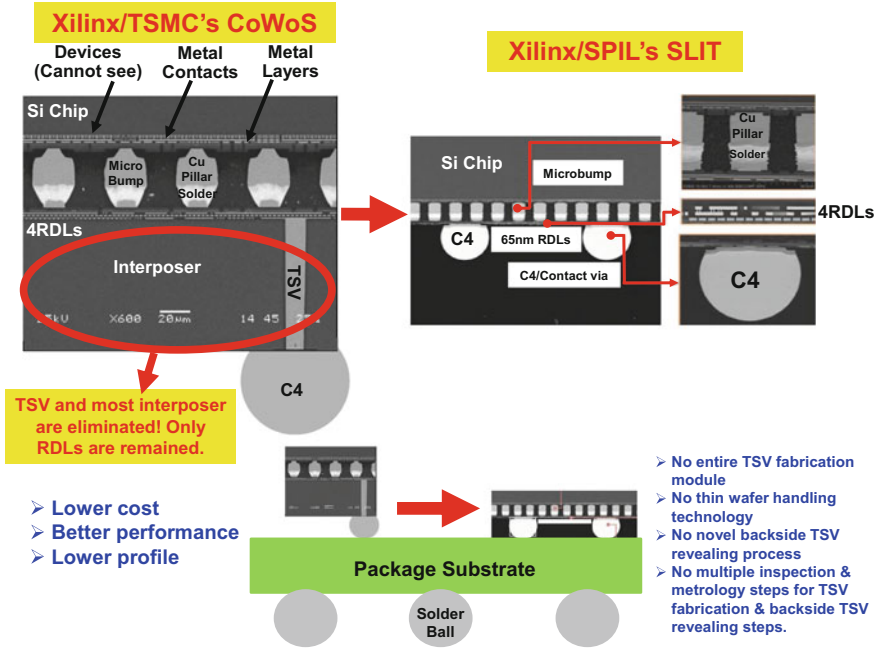 Xilinx/TSMC's CoWoS
Xilinx/SPIL's SLIT
Devices
(Cannot see)
Metal
Contacts
Metal
Layers
Si Chip
Micro
Bump
Cu
Pillar
Solder
4RDLs
Interposer
TSV
X600
20µm
14 45
C4
TSV and most interposer
are eliminated! Only
RDLs are remained.
Si Chip
Microbump
C4
65nm RDLs
C4/Contact via
Cu
Pillar
Solder
4RDLs
C4
➢ Lower cost
➢ Better performance
➢ Lower profile
Package Substrate
Solder
Ball
➢ No entire TSV fabrication
module
➢ No thin wafer handling
technology
➢ No novel backside TSV
revealing process
➢ No multiple inspection &
metrology steps for TSV
fabrication & backside TSV
revealing steps.